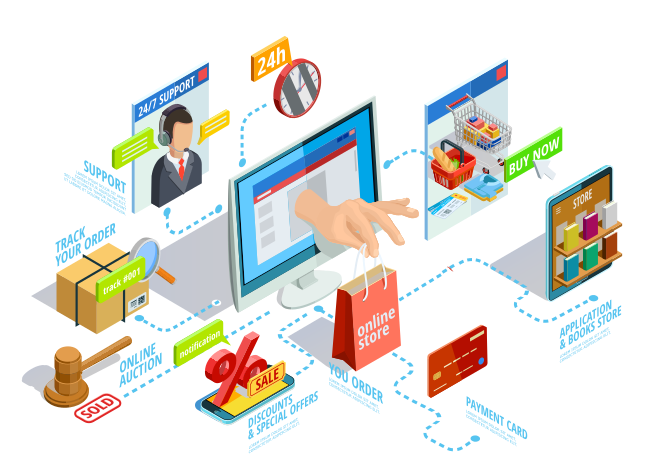 24h
24/7 SUPPORT
BUY NOW
SUPPORT
STORE
TRACK
YOUR ORDER
track #001
online
store
APPLICATION
& BOOKS STORE
notification
ONLINE
AUCTION
SALE
SOLD
YOU ORDER
DISCOUNTS
& SPECIAL OFFERS
PAYMENT CARD